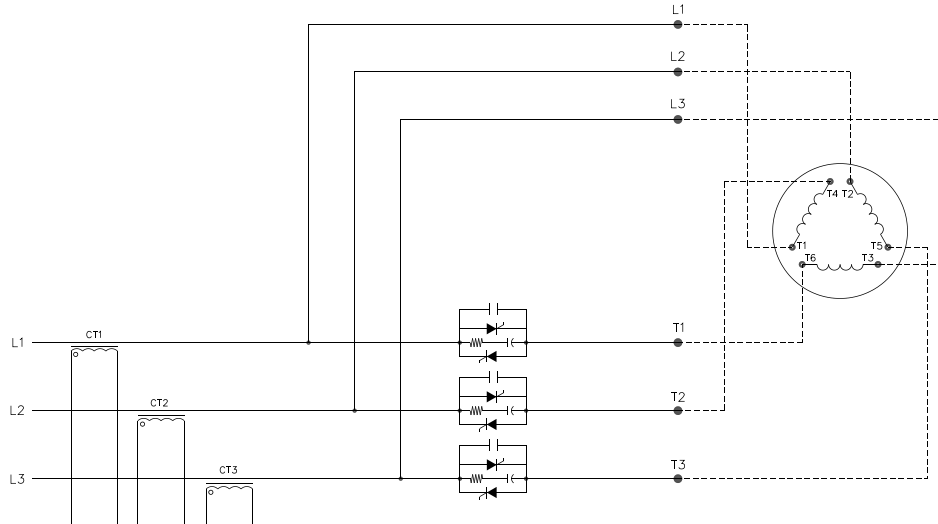 L1
L2
L3
T4 T2
T1 T5
T6 T3
L1 CT1 T1
L2 CT2 T2
L3 CT3 T3